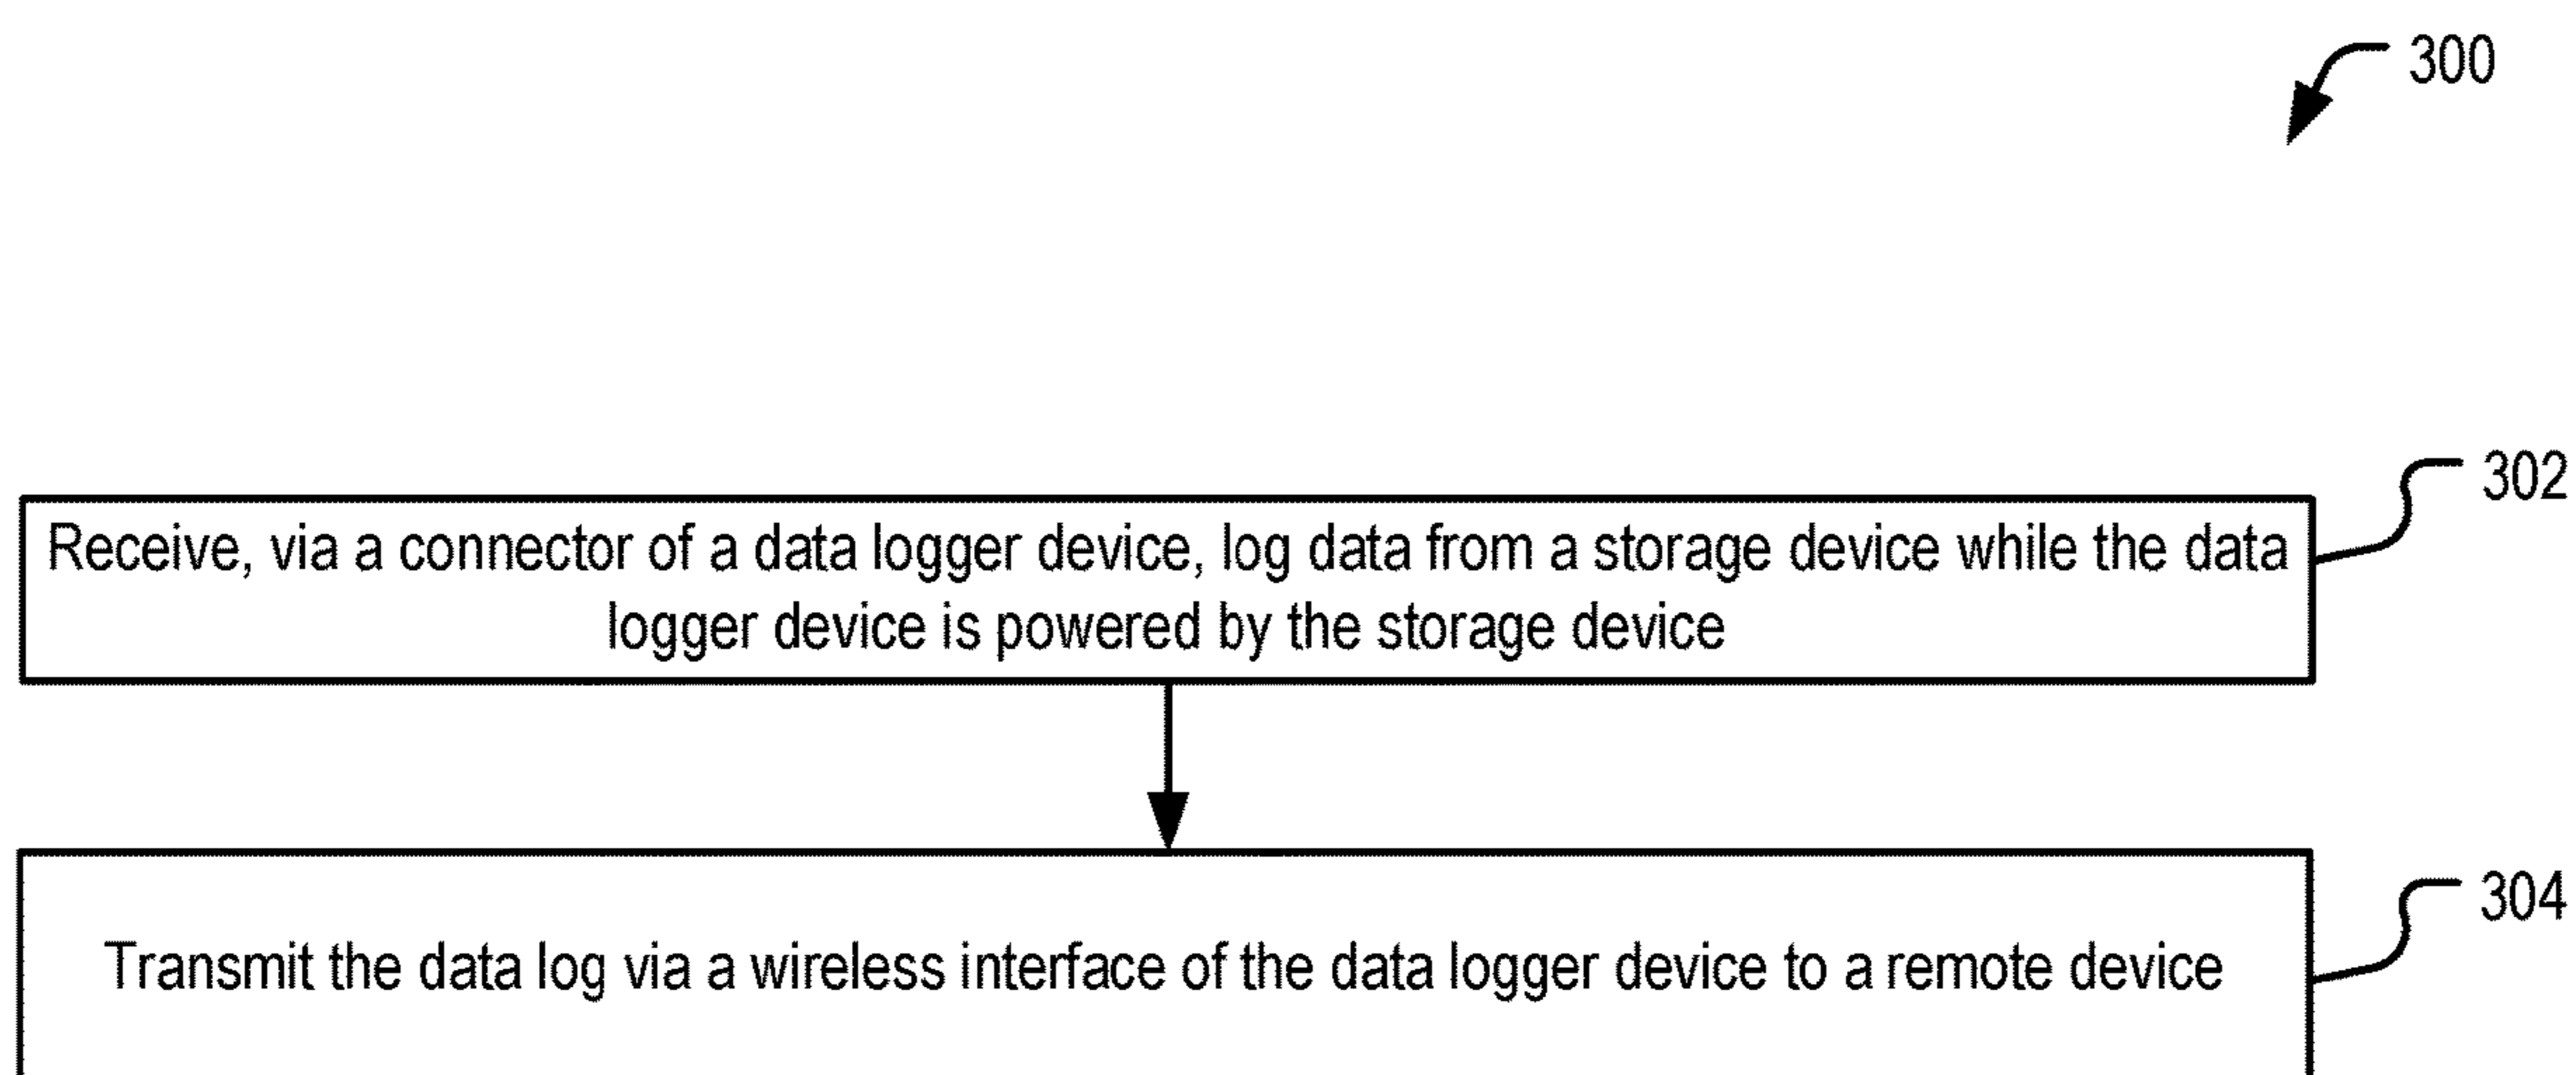 300
302
Receive, via a connector of a data logger device, log data from a storage device while the data
logger device is powered by the storage device
304
Transmit the data log via a wireless interface of the data logger device to a remote device